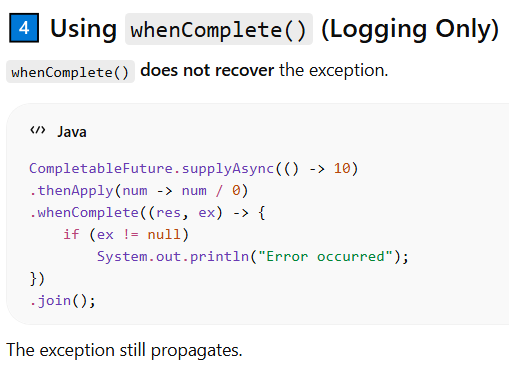 4 Using whenComplete() (Logging Only)
whenComplete() does not recover the exception.
</> Java
CompletableFuture.supplyAsync(() -> 10)
.thenApply(num -> num / 0)
.whenComplete((res, ex) -> {
    if (ex != null)
        System.out.println("Error occurred");
})
.join();
The exception still propagates.